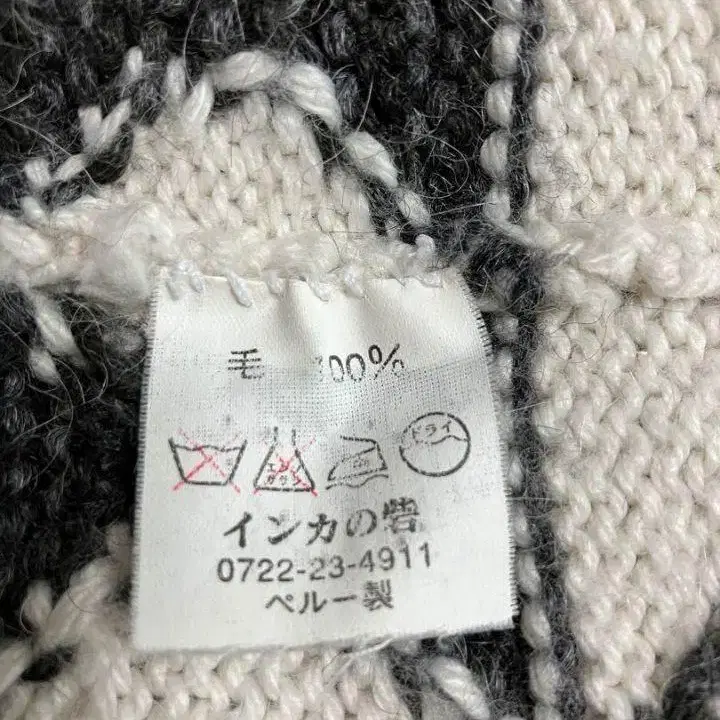 毛 100%
ドライ
インカの砦
0722-23-4911
ペルー製